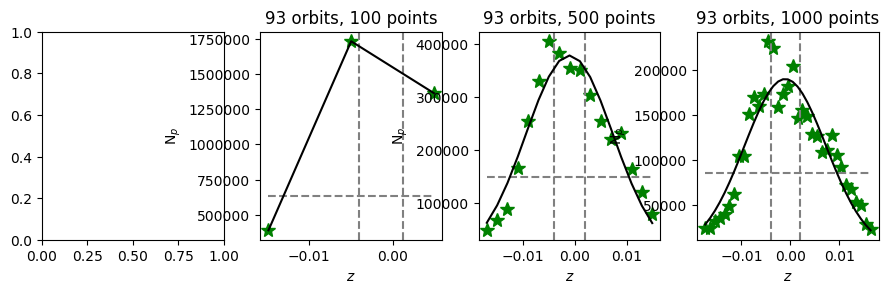 93 orbits, 100 points
93 orbits, 500 points
93 orbits, 1000 points
1.0
0.8
0.6
0.4
0.2
0.0
0.00 0.25 0.50 0.75 1.00
N_p
1750000
1500000
1250000
1000000
750000
500000
−0.01 0.00
z
N_p
400000
300000
200000
100000
−0.01 0.00 0.01
z
200000
150000
100000
50000
−0.01 0.00 0.01
z